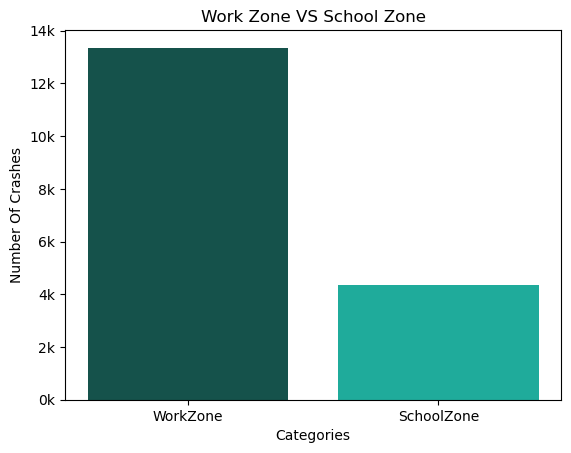 Work Zone VS School Zone
14k
12k
10k
8k
6k
4k
2k
0k
Number Of Crashes
WorkZone
SchoolZone
Categories